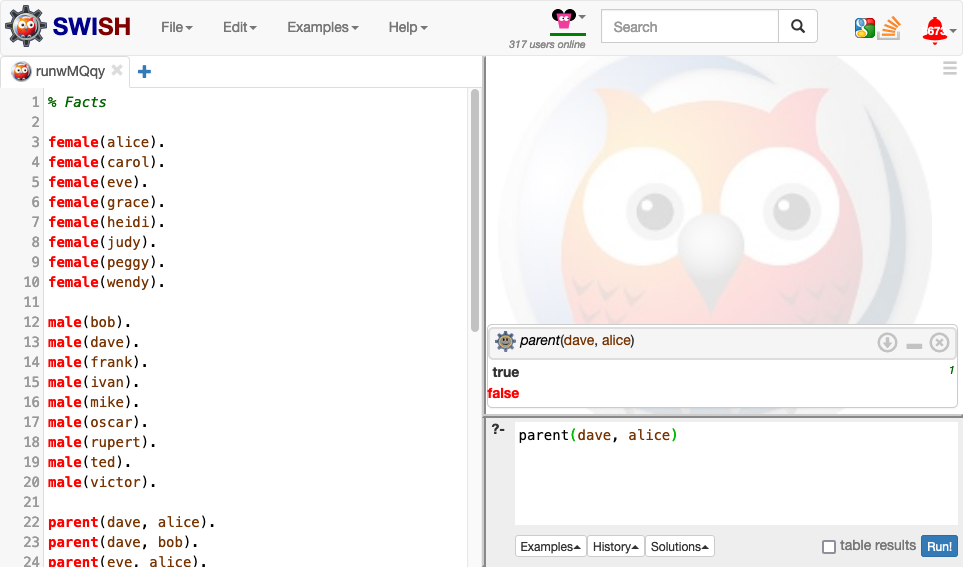 SWISH File Edit Examples Help 317 users online Search 673
runwMQqy
1 % Facts
2
3 female(alice).
4 female(carol).
5 female(eve).
6 female(grace).
7 female(heidi).
8 female(judy).
9 female(peggy).
10 female(wendy).
11
12 male(bob).
13 male(dave).
14 male(frank).
15 male(ivan).
16 male(mike).
17 male(oscar).
18 male(rupert).
19 male(ted).
20 male(victor).
21
22 parent(dave, alice).
23 parent(dave, bob).
24 parent(eve, alice).
parent(dave, alice)
true 1
false
?- parent(dave, alice)
Examples History Solutions table results Run!